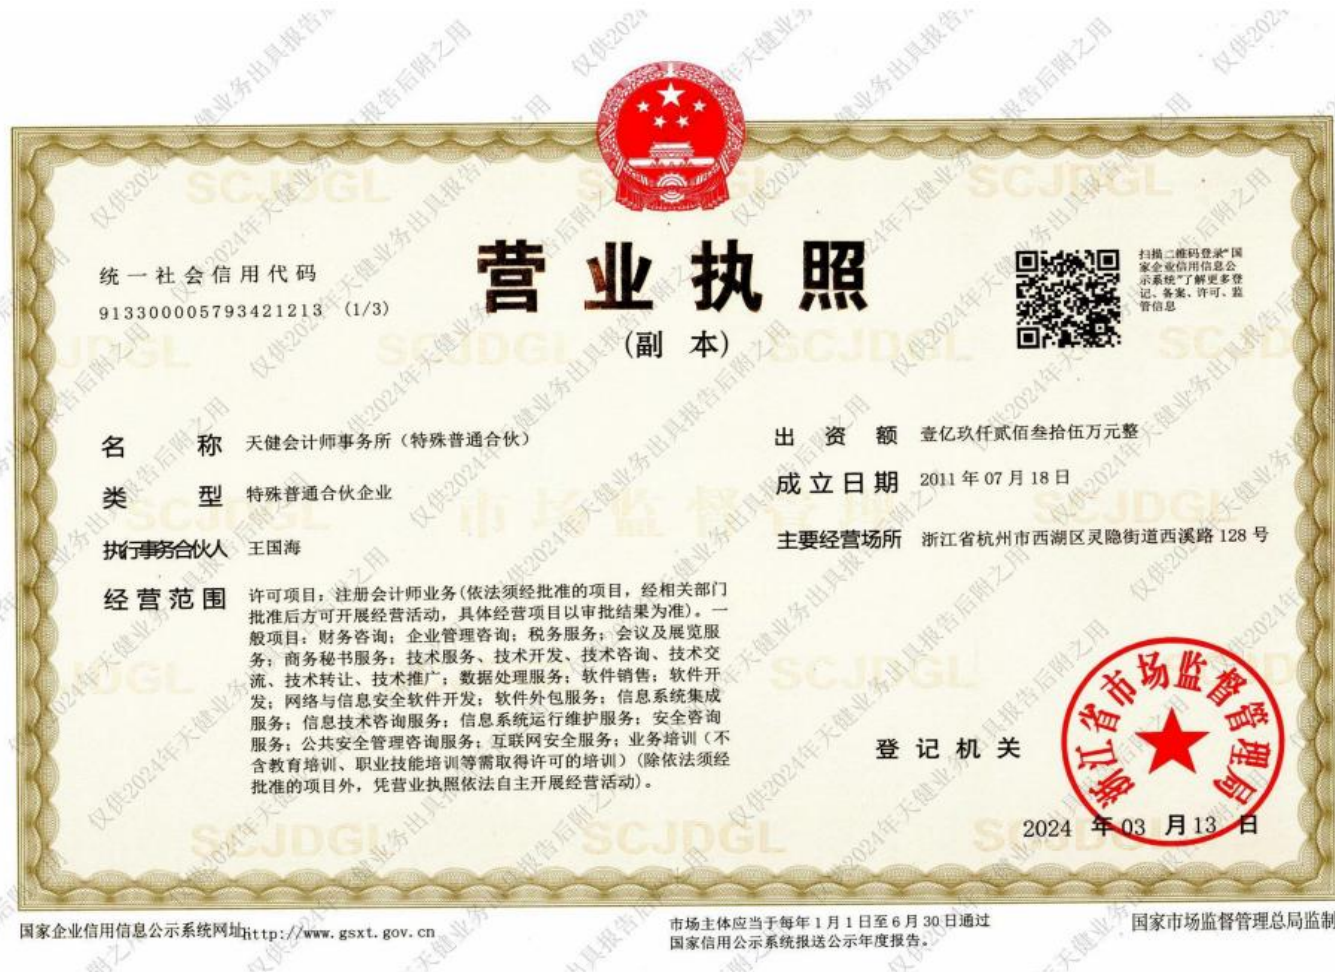 营业执照
(副 本)
统一社会信用代码
913300005793421213 (1/3)
扫描二维码登录“国
家企业信用信息公
示系统”了解更多登
记、备案、许可、监
管信息
名 称 天健会计师事务所（特殊普通合伙）
类 型 特殊普通合伙企业
执行事务合伙人 王国海
经营范围 许可项目：注册会计师业务(依法须经批准的项目，经相关部门
批准后方可开展经营活动，具体经营项目以审批结果为准)。一
般项目：财务咨询；企业管理咨询；税务服务；会议及展览服
务；商务秘书服务；技术服务、技术开发、技术咨询、技术交
流、技术转让、技术推广；数据处理服务；软件销售；软件开
发；网络与信息安全软件开发；软件外包服务；信息系统集成
服务；信息技术咨询服务；信息系统运行维护服务；安全咨询
服务；公共安全管理咨询服务；互联网安全服务；业务培训（不
含教育培训、职业技能培训等需取得许可的培训）(除依法须经
批准的项目外，凭营业执照依法自主开展经营活动)。
出 资 额 壹亿玖仟贰佰叁拾伍万元整
成立日期 2011年07月18日
主要经营场所 浙江省杭州市西湖区灵隐街道西溪路128号
登记机关
浙江省市场监督管理局
2024 年 03 月 13 日
国家企业信用信息公示系统网址http://www.gsxt.gov.cn
市场主体应当于每年1月1日至6月30日通过
国家信用公示系统报送公示年度报告。
国家市场监督管理总局监制
SCJDGL
市场监督管理
仅供2024年天健业务出具报告后附之用